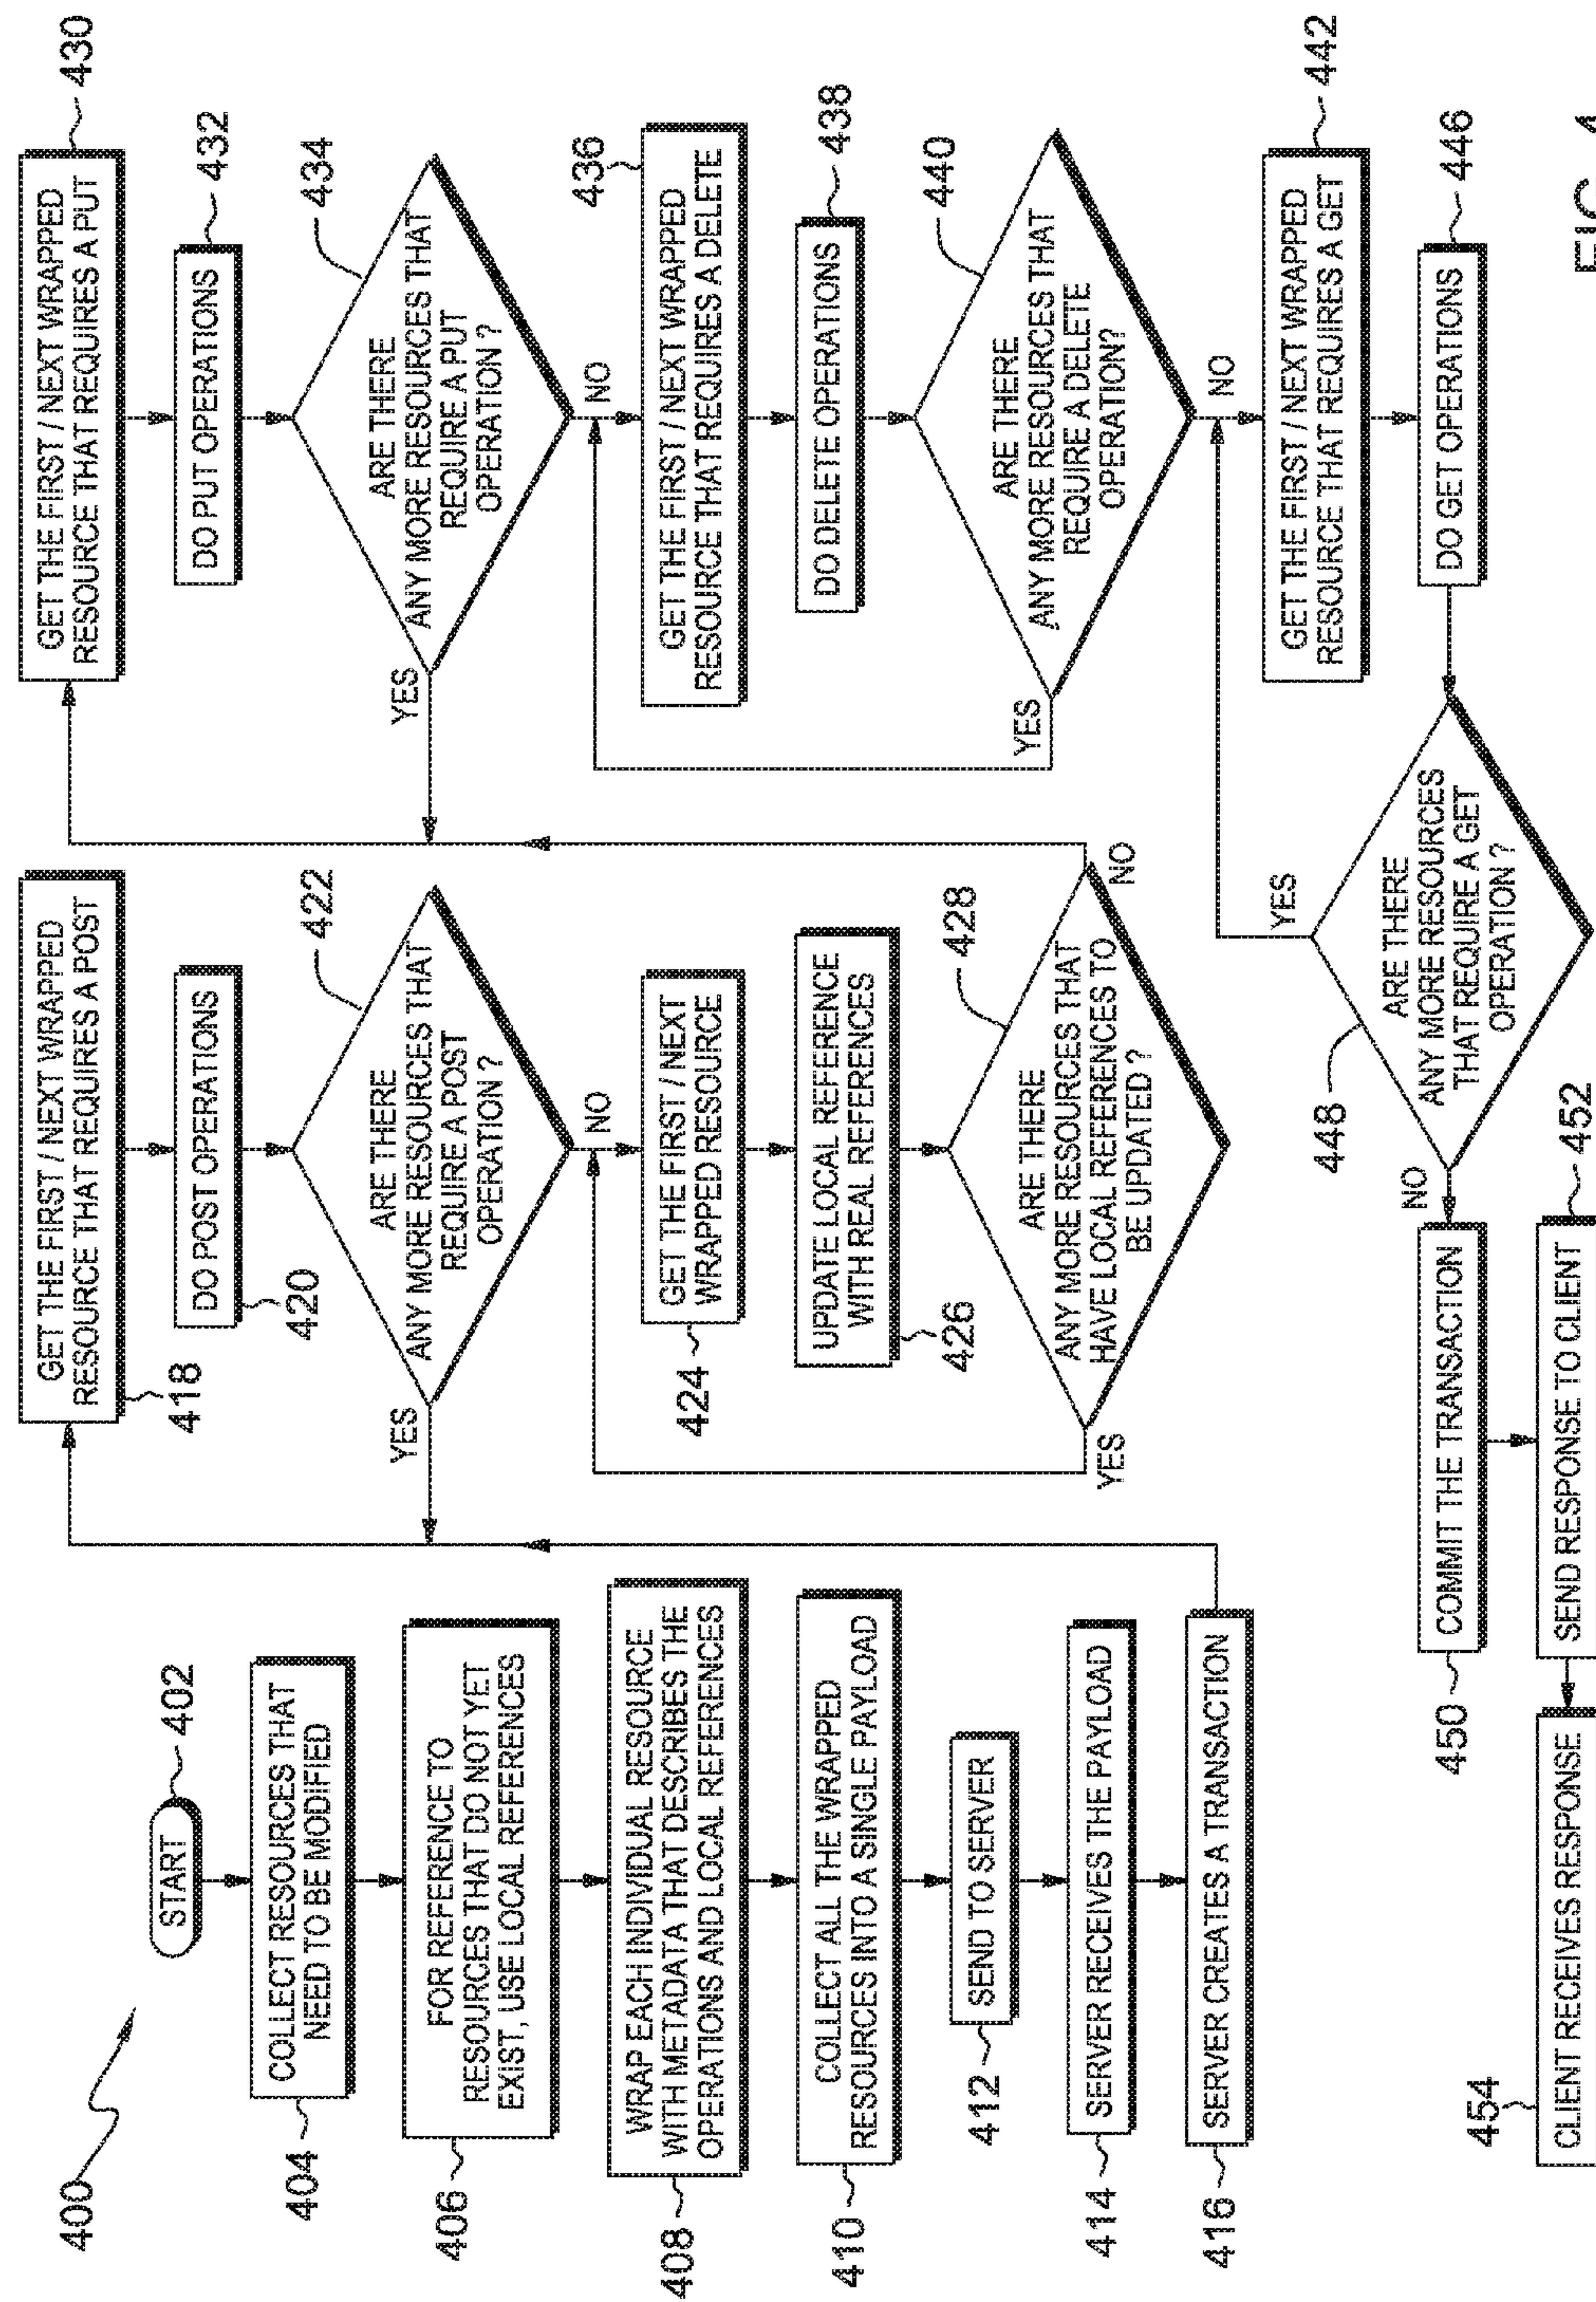 400
START
402
COLLECT RESOURCES THAT
NEED TO BE MODIFIED
404
FOR REFERENCE TO
RESOURCES THAT DO NOT YET
EXIST, USE LOCAL REFERENCES
406
WRAP EACH INDIVIDUAL RESOURCE
WITH METADATA THAT DESCRIBES THE
OPERATIONS AND LOCAL REFERENCES
408
COLLECT ALL THE WRAPPED
RESOURCES INTO A SINGLE PAYLOAD
410
SEND TO SERVER
412
SERVER RECEIVES THE PAYLOAD
414
SERVER CREATES A TRANSACTION
416
GET THE FIRST / NEXT WRAPPED
RESOURCE THAT REQUIRES A POST
418
DO POST OPERATIONS
420
ARE THERE
ANY MORE RESOURCES THAT
REQUIRE A POST
OPERATION ?
422
YES
NO
GET THE FIRST / NEXT
WRAPPED RESOURCE
424
UPDATE LOCAL REFERENCE
WITH REAL REFERENCES
426
ARE THERE
ANY MORE RESOURCES THAT
HAVE LOCAL REFERENCES TO
BE UPDATED ?
428
YES
NO
GET THE FIRST / NEXT WRAPPED
RESOURCE THAT REQUIRES A PUT
430
DO PUT OPERATIONS
432
ARE THERE
ANY MORE RESOURCES THAT
REQUIRE A PUT
OPERATION ?
434
YES
NO
GET THE FIRST / NEXT WRAPPED
RESOURCE THAT REQUIRES A DELETE
436
DO DELETE OPERATIONS
438
ARE THERE
ANY MORE RESOURCES THAT
REQUIRE A DELETE
OPERATION?
440
YES
NO
GET THE FIRST / NEXT WRAPPED
RESOURCE THAT REQUIRES A GET
442
DO GET OPERATIONS
446
ARE THERE
ANY MORE RESOURCES
THAT REQUIRE A GET
OPERATION ?
448
YES
NO
COMMIT THE TRANSACTION
450
SEND RESPONSE TO CLIENT
452
CLIENT RECEIVES RESPONSE
454